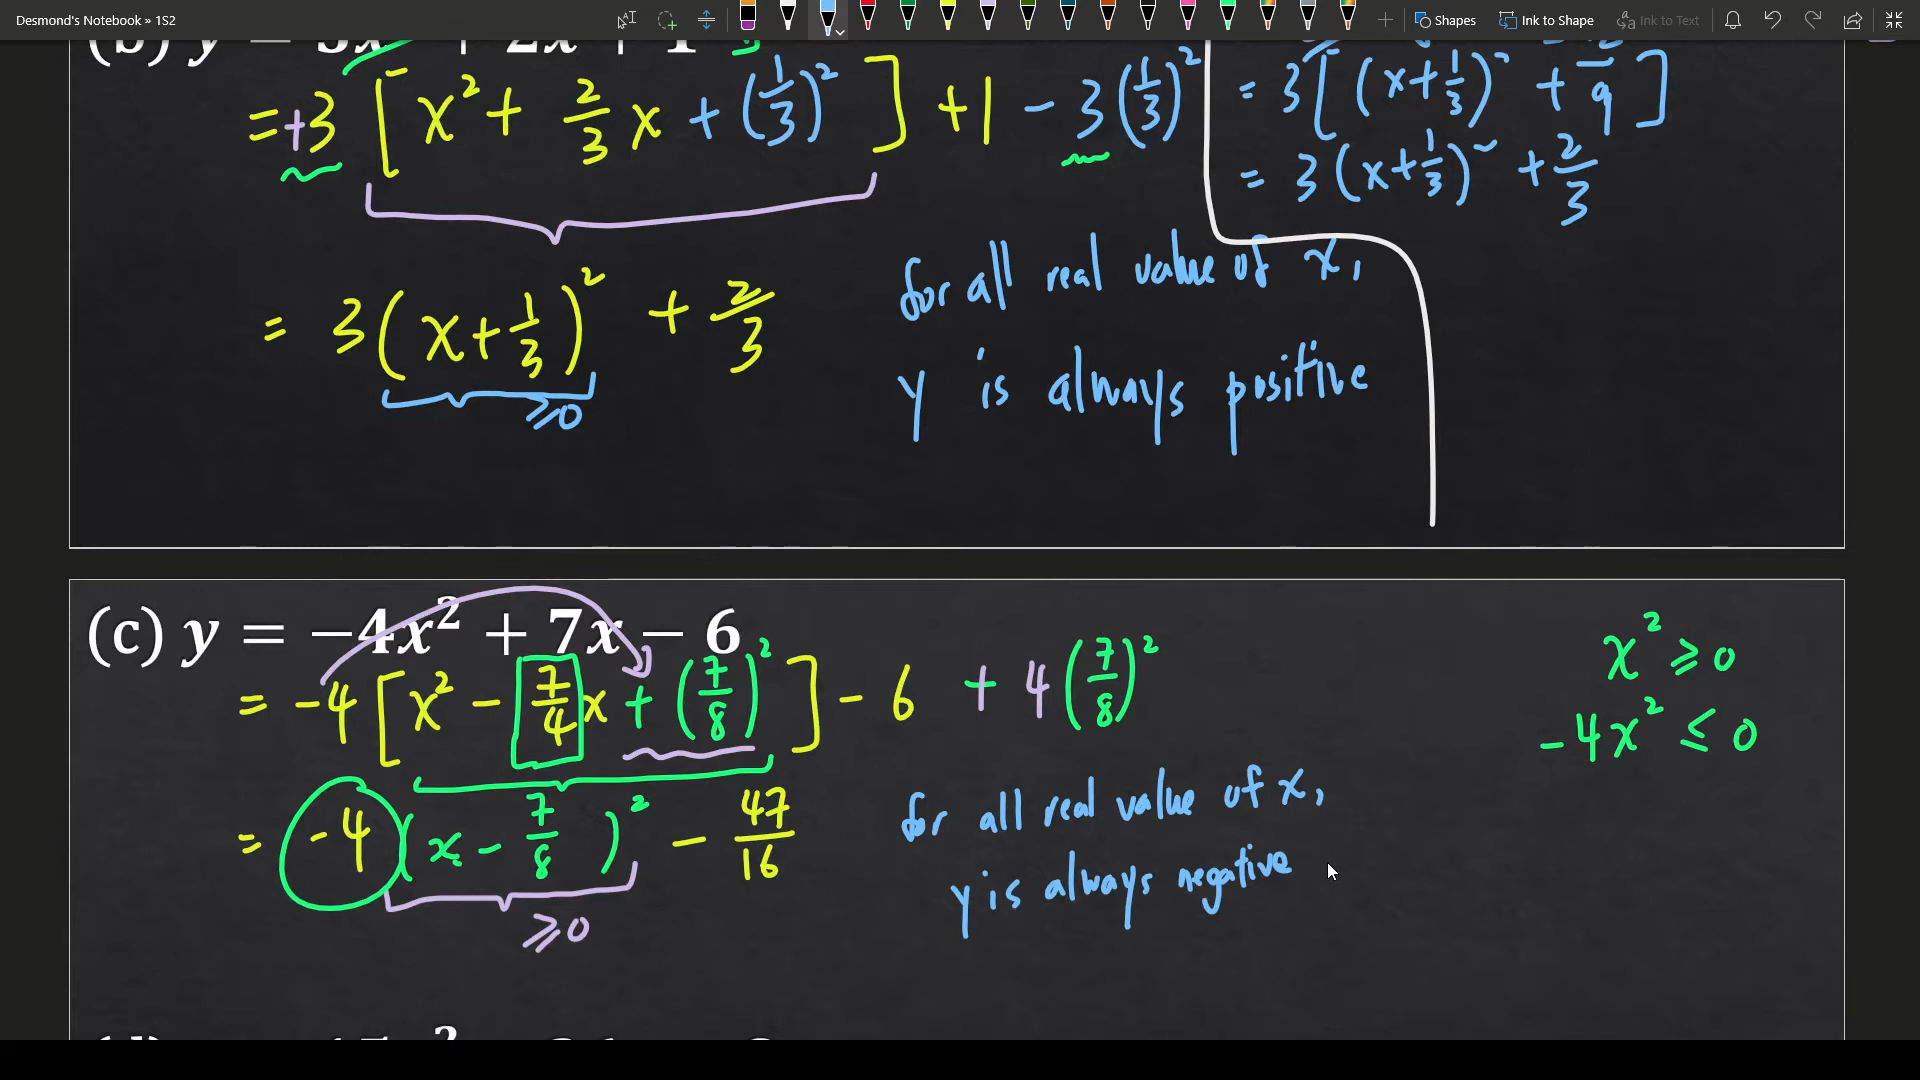 Desmond's Notebook » 1S2
Shapes Ink to Shape Ink to Text
= +3 [ x² + 2/3 x + (1/3)² ] + 1 - 3 (1/3)²
= 3 (x + 1/3)² + 2/3
≥0
= 3 [ (x + 1/3)² + 2/9 ]
= 3 (x + 1/3)² + 2/3
for all real value of x,
y is always positive
(c) y = −4x² + 7x − 6
= -4 [ x² - 7/4 x + (7/8)² ] - 6 + 4 (7/8)²
= -4 (x - 7/8)² - 47/16
≥0
for all real value of x,
y is always negative
x² ≥ 0
-4x² ≤ 0